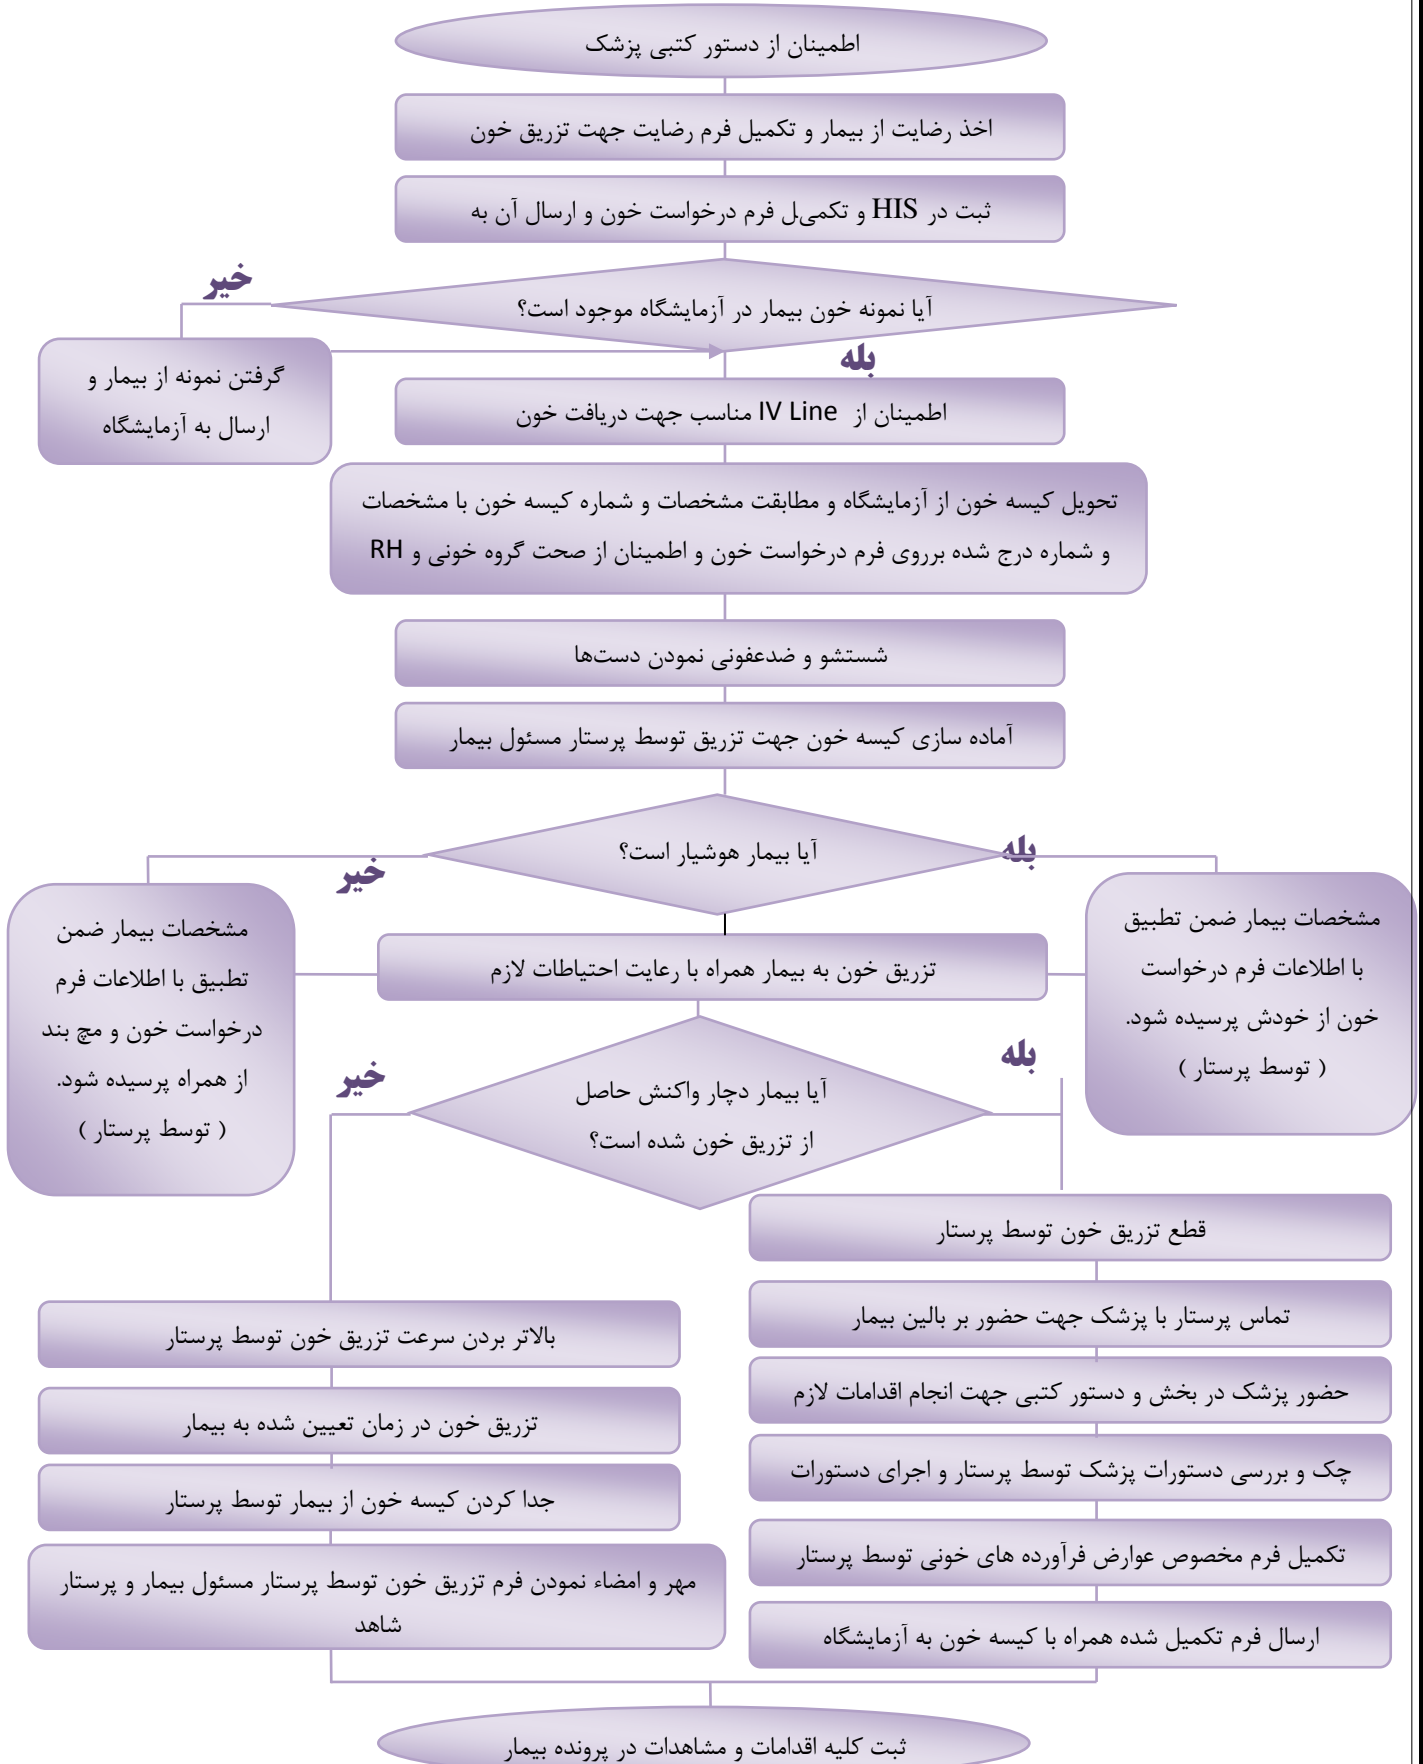 اطمینان از دستور کتبی پزشک
اخذ رضایت از بیمار و تکمیل فرم رضایت جهت تزریق خون
ثبت در HIS و تکمیل فرم درخواست خون و ارسال آن به
خیر
آیا نمونه خون بیمار در آزمایشگاه موجود است؟
بله
گرفتن نمونه از بیمار و
ارسال به آزمایشگاه
اطمینان از IV Line مناسب جهت دریافت خون
تحویل کیسه خون از آزمایشگاه و مطابقت مشخصات و شماره کیسه خون با مشخصات
و شماره درج شده برروی فرم درخواست خون و اطمینان از صحت گروه خونی و RH
شستشو و ضدعفونی نمودن دست‌ها
آماده سازی کیسه خون جهت تزریق توسط پرستار مسئول بیمار
آیا بیمار هوشیار است؟
بله
خیر
مشخصات بیمار ضمن تطبیق
با اطلاعات فرم درخواست
خون از خودش پرسیده شود.
( توسط پرستار )
مشخصات بیمار ضمن
تطبیق با اطلاعات فرم
درخواست خون و مچ بند
از همراه پرسیده شود.
( توسط پرستار )
تزریق خون به بیمار همراه با رعایت احتیاطات لازم
بله
خیر
آیا بیمار دچار واکنش حاصل
از تزریق خون شده است؟
قطع تزریق خون توسط پرستار
تماس پرستار با پزشک جهت حضور بر بالین بیمار
حضور پزشک در بخش و دستور کتبی جهت انجام اقدامات لازم
چک و بررسی دستورات پزشک توسط پرستار و اجرای دستورات
تکمیل فرم مخصوص عوارض فرآورده های خونی توسط پرستار
ارسال فرم تکمیل شده همراه با کیسه خون به آزمایشگاه
بالاتر بردن سرعت تزریق خون توسط پرستار
تزریق خون در زمان تعیین شده به بیمار
جدا کردن کیسه خون از بیمار توسط پرستار
مهر و امضاء نمودن فرم تزریق خون توسط پرستار مسئول بیمار و پرستار
شاهد
ثبت کلیه اقدامات و مشاهدات در پرونده بیمار